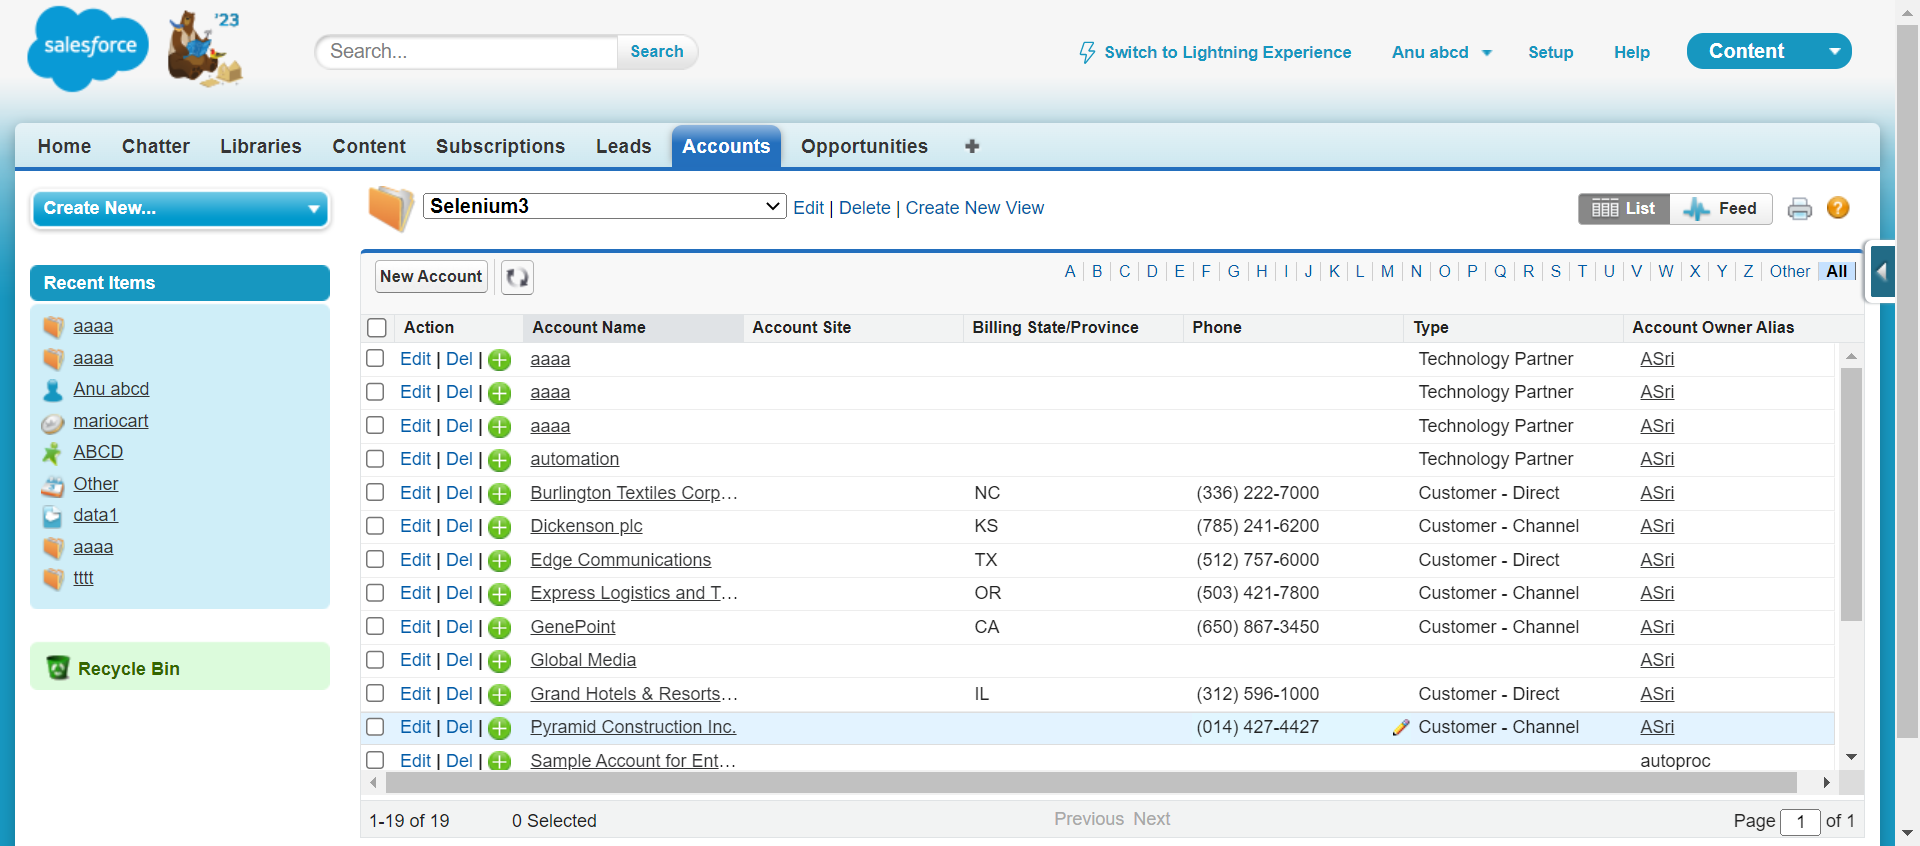 salesforce '23 Search... Search Switch to Lightning Experience Anu abcd Setup Help Content
Home Chatter Libraries Content Subscriptions Leads Accounts Opportunities +
Create New...
Recent Items
aaaa
aaaa
Anu abcd
mariocart
ABCD
Other
data1
aaaa
tttt
Recycle Bin
Selenium3 Edit | Delete | Create New View List Feed ?
New Account A B C D E F G H I J K L M N O P Q R S T U V W X Y Z Other All
Action Account Name Account Site Billing State/Province Phone Type Account Owner Alias
Edit | Del | aaaa Technology Partner ASri
Edit | Del | aaaa Technology Partner ASri
Edit | Del | aaaa Technology Partner ASri
Edit | Del | automation Technology Partner ASri
Edit | Del | Burlington Textiles Corp... NC (336) 222-7000 Customer - Direct ASri
Edit | Del | Dickenson plc KS (785) 241-6200 Customer - Channel ASri
Edit | Del | Edge Communications TX (512) 757-6000 Customer - Direct ASri
Edit | Del | Express Logistics and T... OR (503) 421-7800 Customer - Channel ASri
Edit | Del | GenePoint CA (650) 867-3450 Customer - Channel ASri
Edit | Del | Global Media ASri
Edit | Del | Grand Hotels & Resorts... IL (312) 596-1000 Customer - Direct ASri
Edit | Del | Pyramid Construction Inc. (014) 427-4427 Customer - Channel ASri
Edit | Del | Sample Account for Ent... autoproc
1-19 of 19 0 Selected Previous Next Page 1 of 1